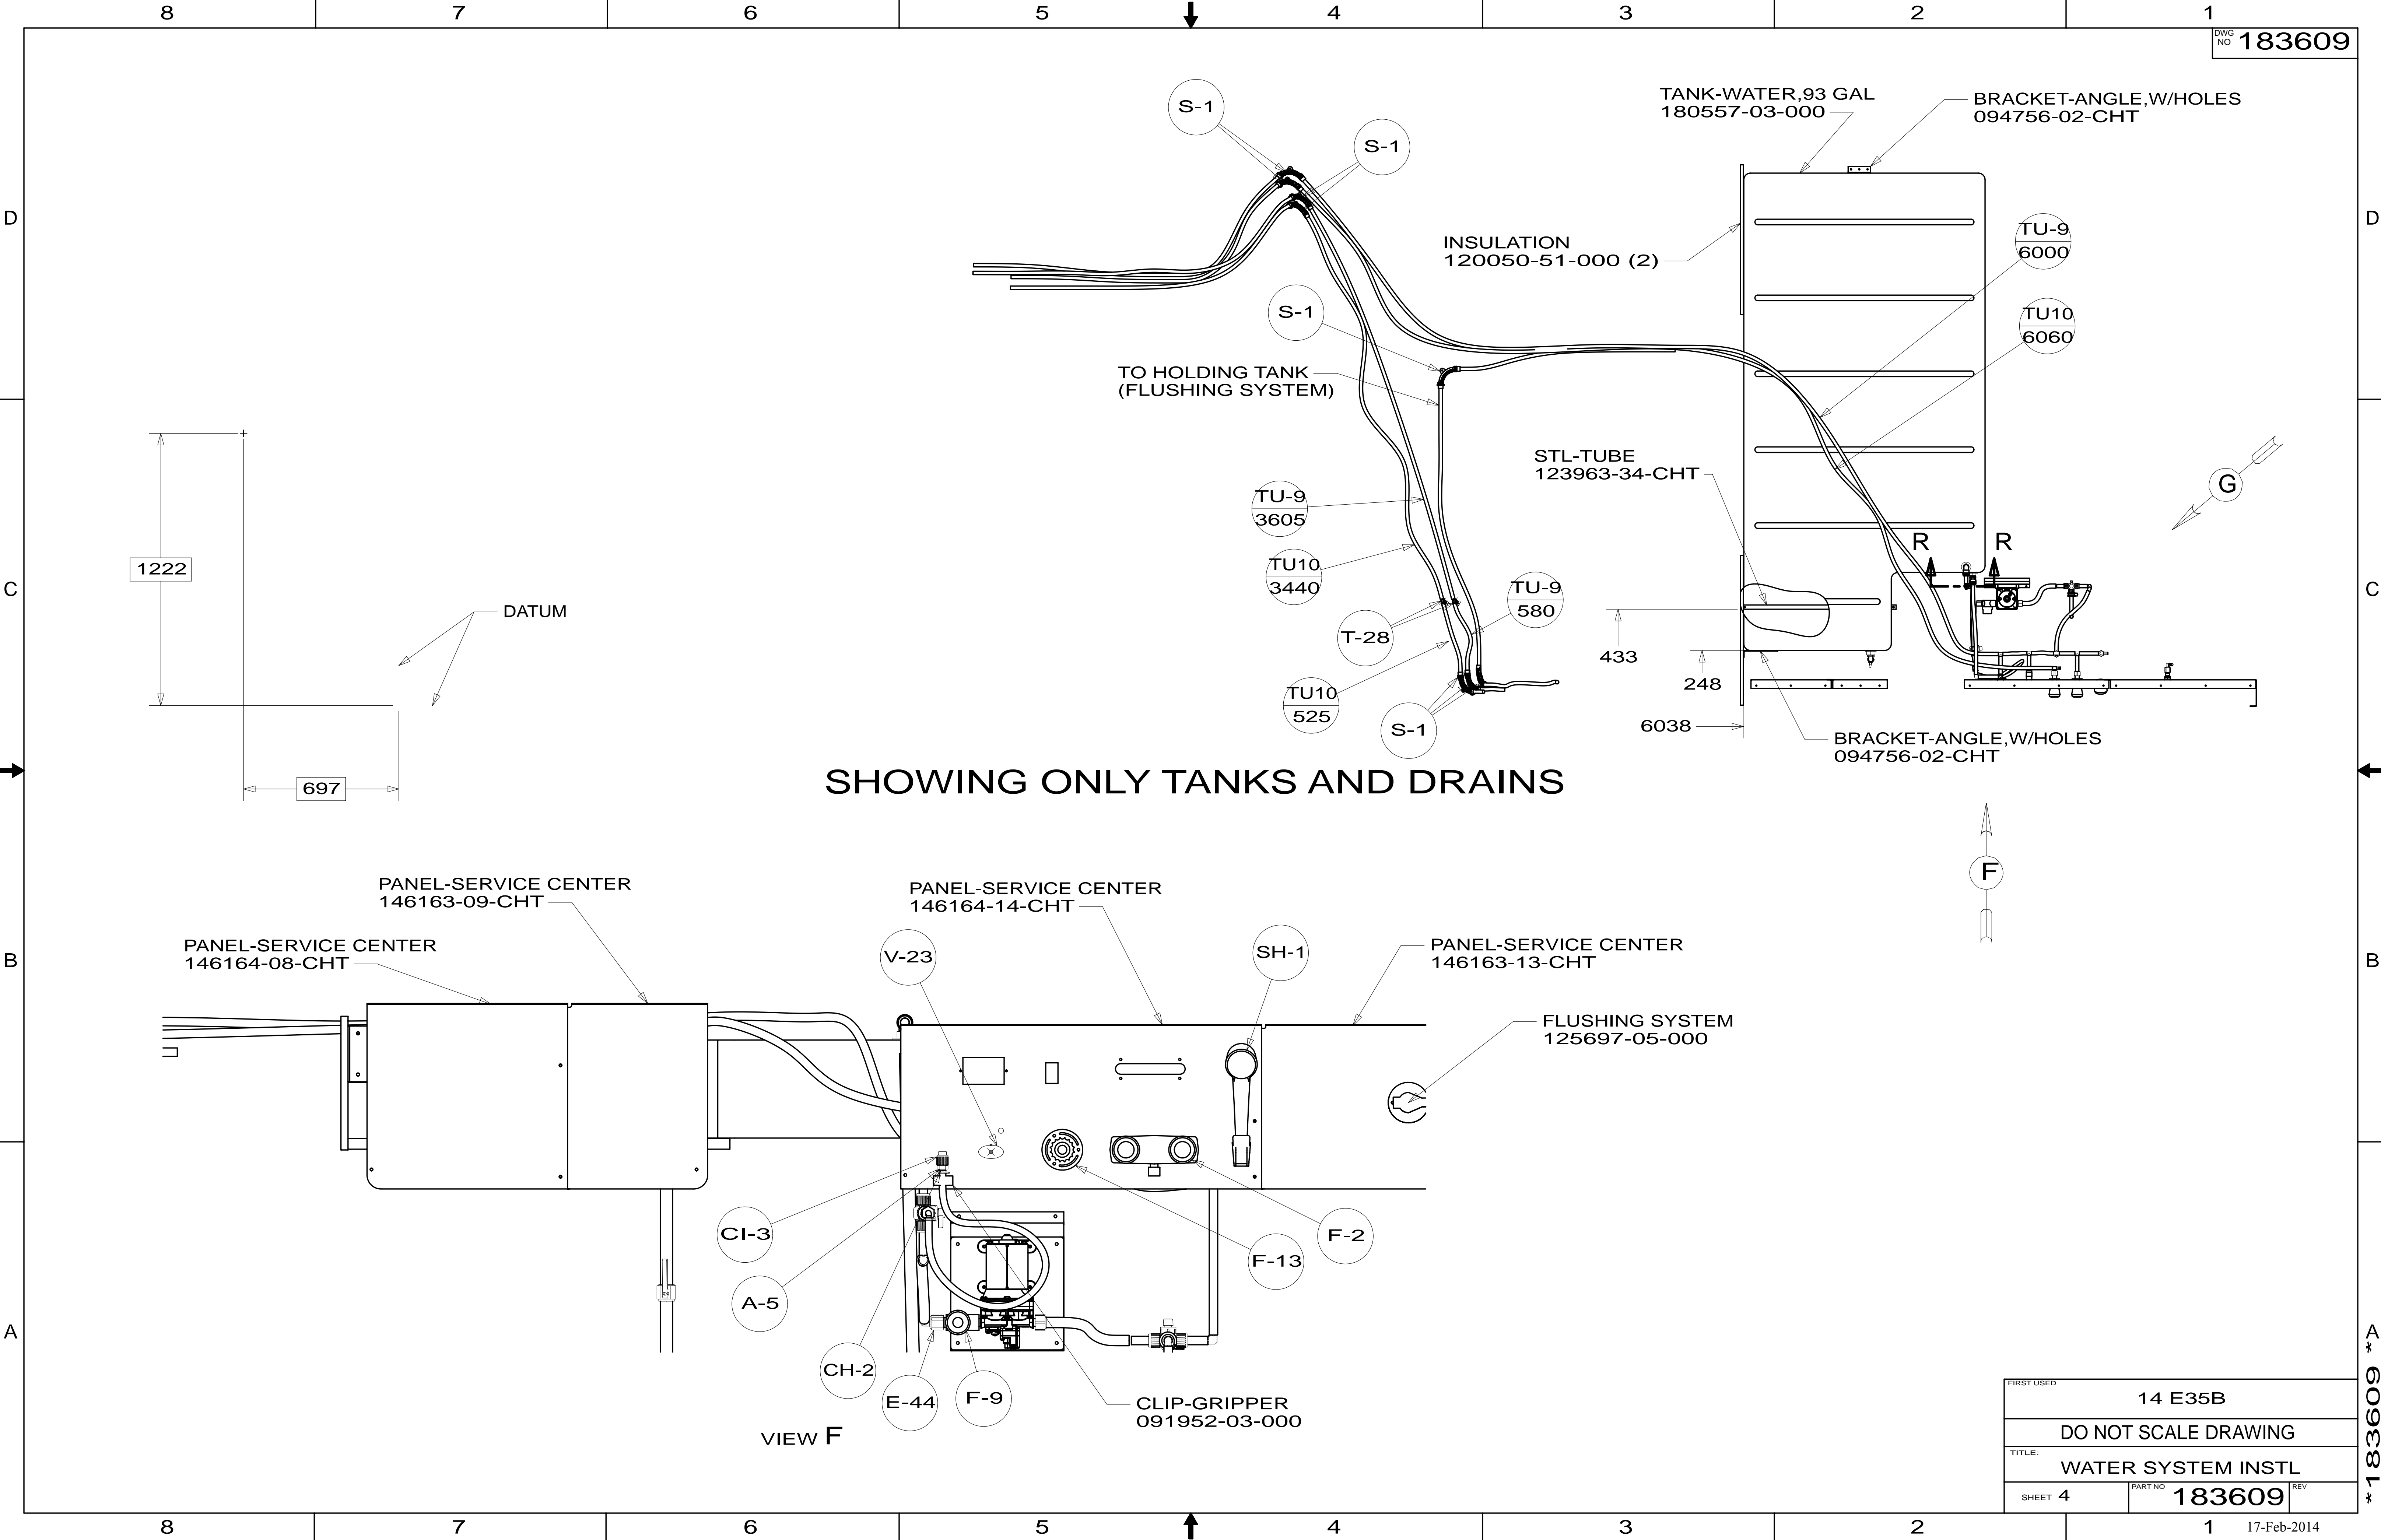 8 7 6 5 4 3 2 1
DWG NO 183609
TANK-WATER,93 GAL
180557-03-000
BRACKET-ANGLE,W/HOLES
094756-02-CHT
S-1
S-1
D
D
INSULATION
120050-51-000 (2)
TU-9
6000
TU10
6060
S-1
TO HOLDING TANK
(FLUSHING SYSTEM)
STL-TUBE
123963-34-CHT
G
TU-9
3605
TU10
3440
R R
TU-9
580
T-28
C
C
1222
DATUM
433
248
TU10
525
S-1
6038
BRACKET-ANGLE,W/HOLES
094756-02-CHT
697
SHOWING ONLY TANKS AND DRAINS
F
PANEL-SERVICE CENTER
146163-09-CHT
PANEL-SERVICE CENTER
146164-14-CHT
PANEL-SERVICE CENTER
146164-08-CHT
V-23
SH-1
PANEL-SERVICE CENTER
146163-13-CHT
B
B
FLUSHING SYSTEM
125697-05-000
CI-3
F-2
F-13
A-5
A
A
CH-2
E-44
F-9
CLIP-GRIPPER
091952-03-000
VIEW F
FIRST USED
14 E35B
DO NOT SCALE DRAWING
TITLE:
WATER SYSTEM INSTL
SHEET 4
PART NO 183609
REV
*183609*
8 7 6 5 4 3 2 1
17-Feb-2014